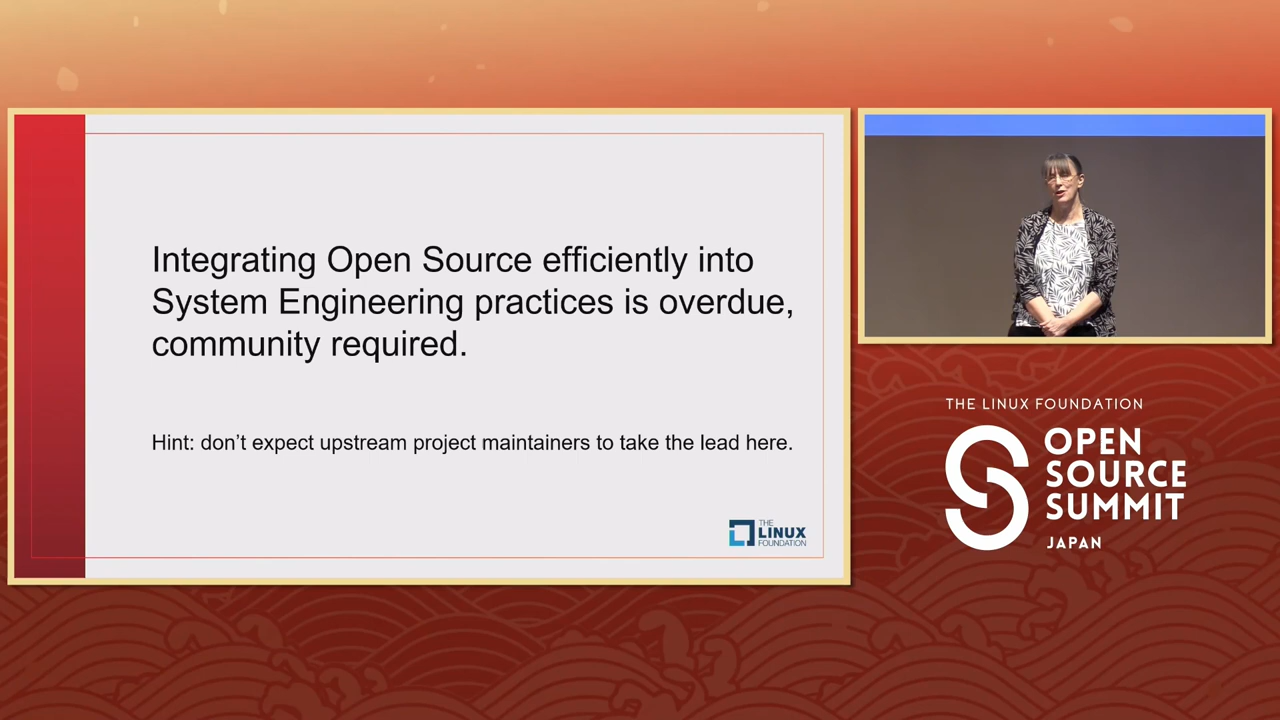 Integrating Open Source efficiently into
System Engineering practices is overdue,
community required.
Hint: don't expect upstream project maintainers to take the lead here.
THE
LINUX
FOUNDATION
THE LINUX FOUNDATION
OPEN
SOURCE
SUMMIT
JAPAN